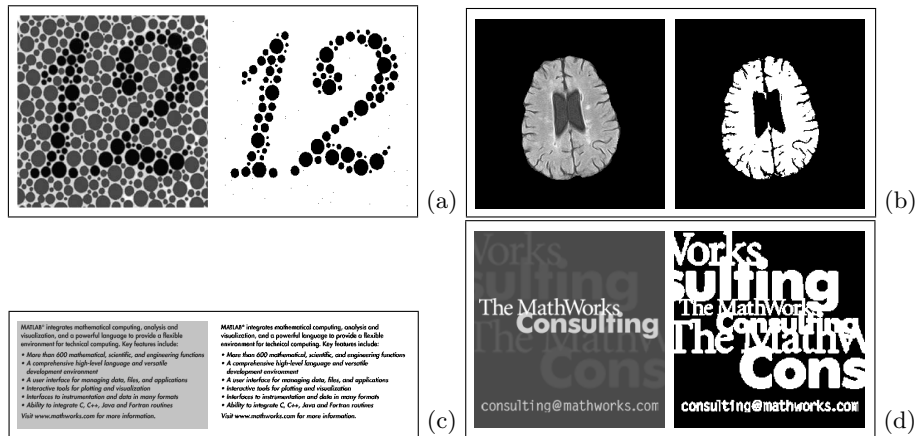 12 12
(a)
(b)
MATLAB® integrates mathematical computing, analysis and
visualization, and a powerful language to provide a flexible
environment for technical computing. Key features include:
• More than 600 mathematical, scientific, and engineering functions
• A comprehensive high-level language and versatile
development environment
• A user interface for managing data, files, and applications
• Interactive tools for plotting and visualization
• Interfaces to instrumentation and data in many formats
• Ability to integrate C, C++, Java and Fortran routines
Visit www.mathworks.com for more information.
MATLAB® integrates mathematical computing, analysis and
visualization, and a powerful language to provide a flexible
environment for technical computing. Key features include:
• More than 600 mathematical, scientific, and engineering functions
• A comprehensive high-level language and versatile
development environment
• A user interface for managing data, files, and applications
• Interactive tools for plotting and visualization
• Interfaces to instrumentation and data in many formats
• Ability to integrate C, C++, Java and Fortran routines
Visit www.mathworks.com for more information.
(c)
Works
sulting
The MathWorks
Consulting
The MathW
Cons
consulting@mathworks.com
Works
sulting
The MathWorks
Consulting
The MathW
Cons
consulting@mathworks.com
(d)